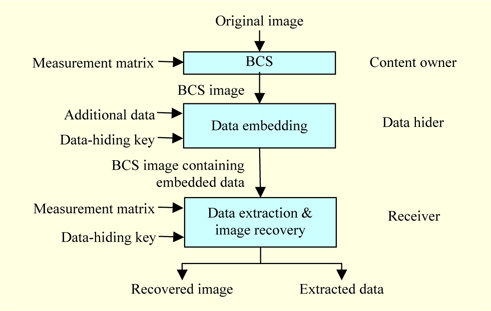 Original image
Measurement matrix
BCS
Content owner
BCS image
Additional data
Data-hiding key
Data embedding
Data hider
BCS image containing
embedded data
Measurement matrix
Data-hiding key
Data extraction &
image recovery
Receiver
Recovered image
Extracted data